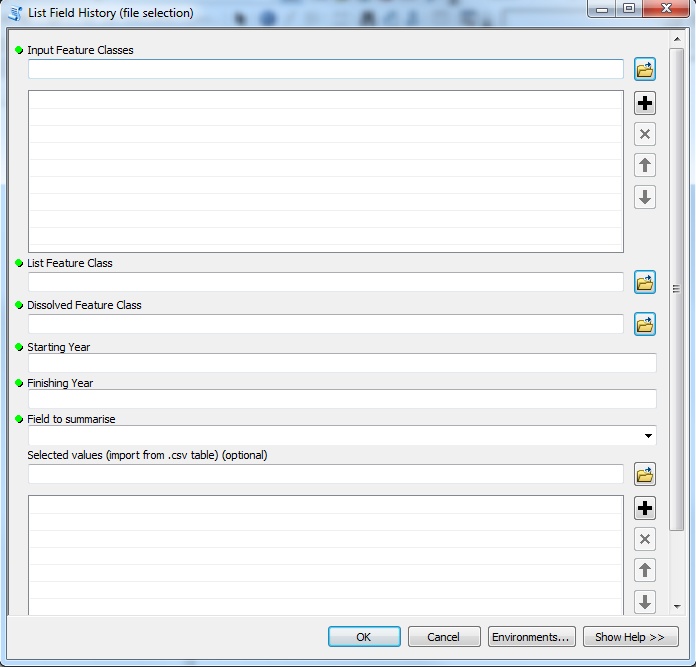 List Field History (file selection)
Input Feature Classes
List Feature Class
Dissolved Feature Class
Starting Year
Finishing Year
Field to summarise
Selected values (import from .csv table) (optional)
OK
Cancel
Environments...
Show Help >>